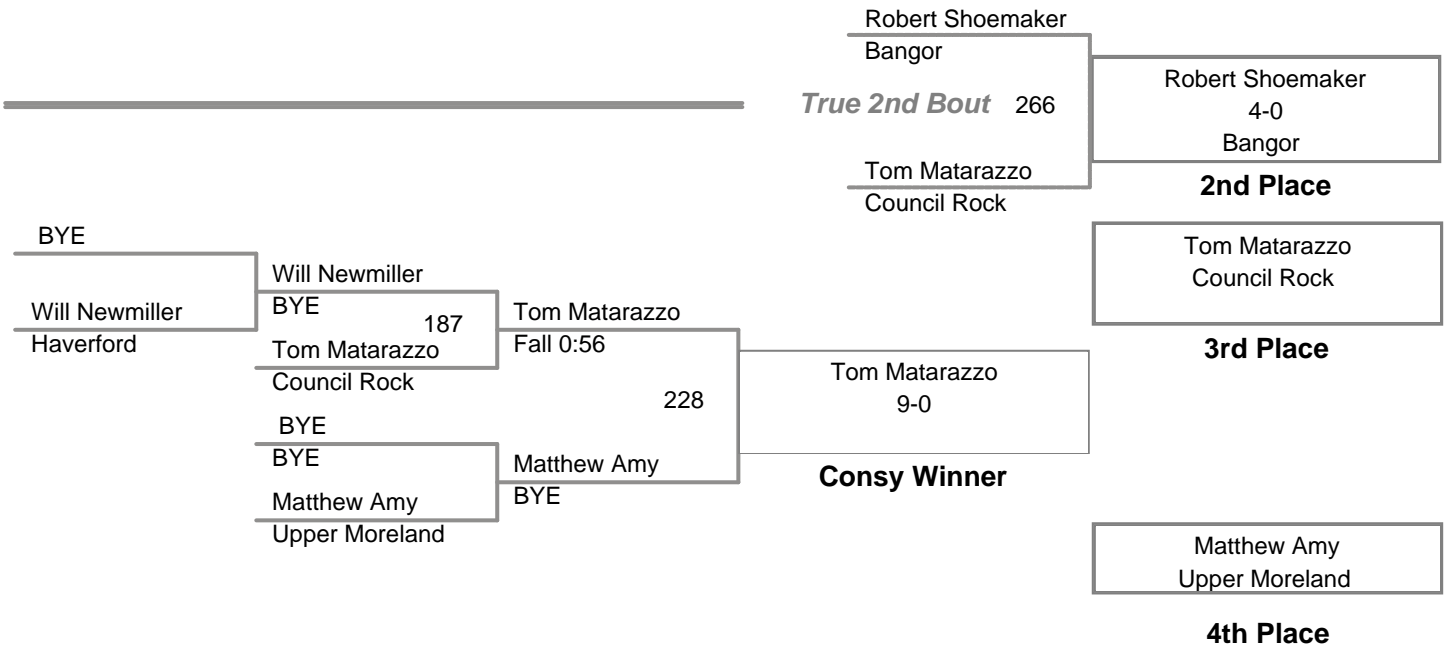 Robert Shoemaker
Bangor
True 2nd Bout 266
Tom Matarazzo
Council Rock
Robert Shoemaker
4-0
Bangor
2nd Place
Tom Matarazzo
Council Rock
3rd Place
BYE
Will Newmiller
Haverford
Will Newmiller
BYE
187
Tom Matarazzo
Council Rock
BYE
BYE
Matthew Amy
Upper Moreland
Tom Matarazzo
Fall 0:56
228
Matthew Amy
BYE
Tom Matarazzo
9-0
Consy Winner
Matthew Amy
Upper Moreland
4th Place